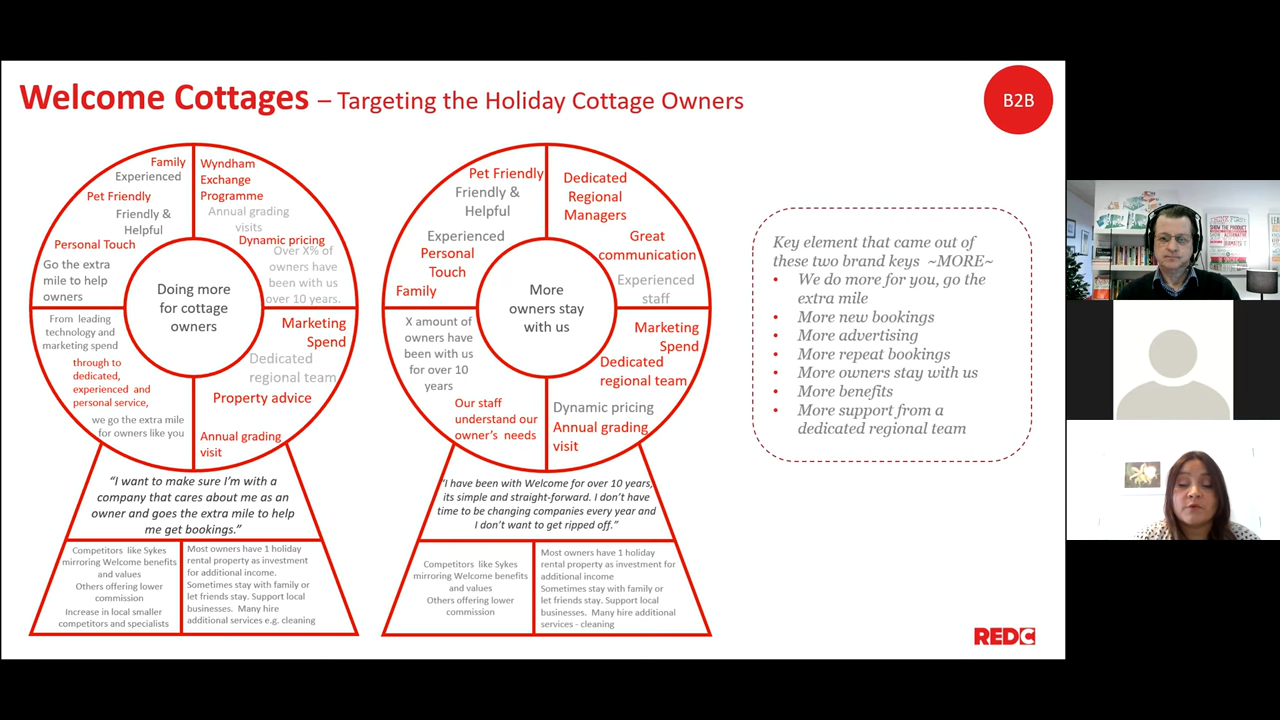 Welcome Cottages – Targeting the Holiday Cottage Owners
B2B
Family
Experienced
Pet Friendly
Friendly &
Helpful
Personal Touch
Go the extra
mile to help
owners
Wyndham
Exchange
Programme
Annual grading
visits
Dynamic pricing
Over X% of
owners have
been with us
over 10 years.
Doing more
for cottage
owners
From leading
technology and
marketing spend
through to
dedicated,
experienced and
personal service,
we go the extra mile
for owners like you
Marketing
Spend
Dedicated
regional team
Property advice
Annual grading
visit
“I want to make sure I’m with a
company that cares about me as an
owner and goes the extra mile to help
me get bookings.”
Competitors like Sykes
mirroring Welcome benefits
and values
Others offering lower
commission
Increase in local smaller
competitors and specialists
Most owners have 1 holiday
rental property as investment
for additional income.
Sometimes stay with family or
let friends stay. Support local
businesses. Many hire
additional services e.g. cleaning
Pet Friendly
Friendly &
Helpful
Experienced
Personal
Touch
Family
Dedicated
Regional
Managers
Great
communication
Experienced
staff
More
owners stay
with us
X amount of
owners have
been with us
for over 10
years
Our staff
understand our
owner’s needs
Marketing
Spend
Dedicated
regional team
Dynamic pricing
Annual grading
visit
“I have been with Welcome for over 10 years,
its simple and straight-forward. I don’t have
time to be changing companies every year and
I don’t want to get ripped off.”
Competitors like Sykes
mirroring Welcome benefits
and values
Others offering lower
commission
Most owners have 1 holiday
rental property as investment for
additional income
Sometimes stay with family or
let friends stay. Support local
businesses. Many hire additional
services - cleaning
Key element that came out of
these two brand keys ~MORE~
• We do more for you, go the
extra mile
• More new bookings
• More advertising
• More repeat bookings
• More owners stay with us
• More benefits
• More support from a
dedicated regional team
REDC